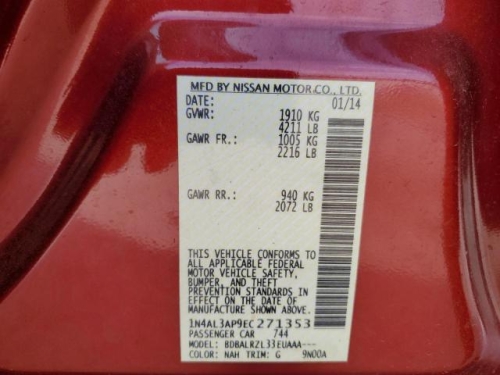 MFD BY NISSAN MOTOR CO., LTD.
DATE: 01/14
GVWR: 1910 KG
4211 LB
GAWR FR.: 1005 KG
2216 LB
GAWR RR.: 940 KG
2072 LB
THIS VEHICLE CONFORMS TO
ALL APPLICABLE FEDERAL
MOTOR VEHICLE SAFETY,
BUMPER, AND THEFT
PREVENTION STANDARDS IN
EFFECT ON THE DATE OF
MANUFACTURE SHOWN ABOVE.
1N4AL3AP9EC271353
PASSENGER CAR 744
MODEL: BDBALRZL33EUAAA---
COLOR: NAH TRIM: G 9N00A